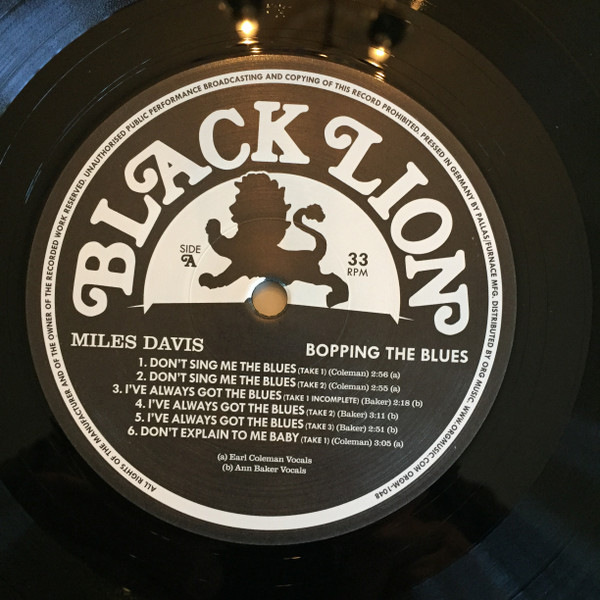 BLACK LION
SIDE
A
33
RPM
MILES DAVIS
BOPPING THE BLUES
1. DON'T SING ME THE BLUES (TAKE 1) (Coleman) 2:56 (a)
2. DON'T SING ME THE BLUES (TAKE 2) (Coleman) 2:55 (a)
3. I'VE ALWAYS GOT THE BLUES (TAKE 1 INCOMPLETE) (Baker) 2:18 (b)
4. I'VE ALWAYS GOT THE BLUES (TAKE 2) (Baker) 3:11 (b)
5. I'VE ALWAYS GOT THE BLUES (TAKE 3) (Baker) 2:51 (b)
6. DON'T EXPLAIN TO ME BABY (TAKE 1) (Coleman) 3:05 (a)
(a) Earl Coleman Vocals
(b) Ann Baker Vocals
ALL RIGHTS OF THE MANUFACTURER AND OF THE OWNER OF THE RECORDED WORK RESERVED. UNAUTHORISED PUBLIC PERFORMANCE BROADCASTING AND COPYING OF THIS RECORD PROHIBITED. PRESSED IN GERMANY BY PALLAS/FURNACE MFG. DISTRIBUTED BY ORG MUSIC. WWW.ORGMUSIC.COM. ORGM-1048